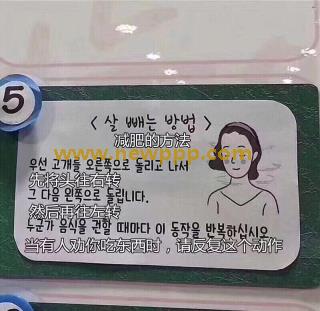 5
< 살 빼는 방법 >
减肥的方法
www.newppp.com
우선 고개를 오른쪽으로 돌리고 나서
先将头往右转
그 다음 왼쪽으로 돌립니다.
然后再往左转
누군가 음식물 권할 때마다 이 동작을 반복하십시오
当有人劝你吃东西时，请反复这个动作